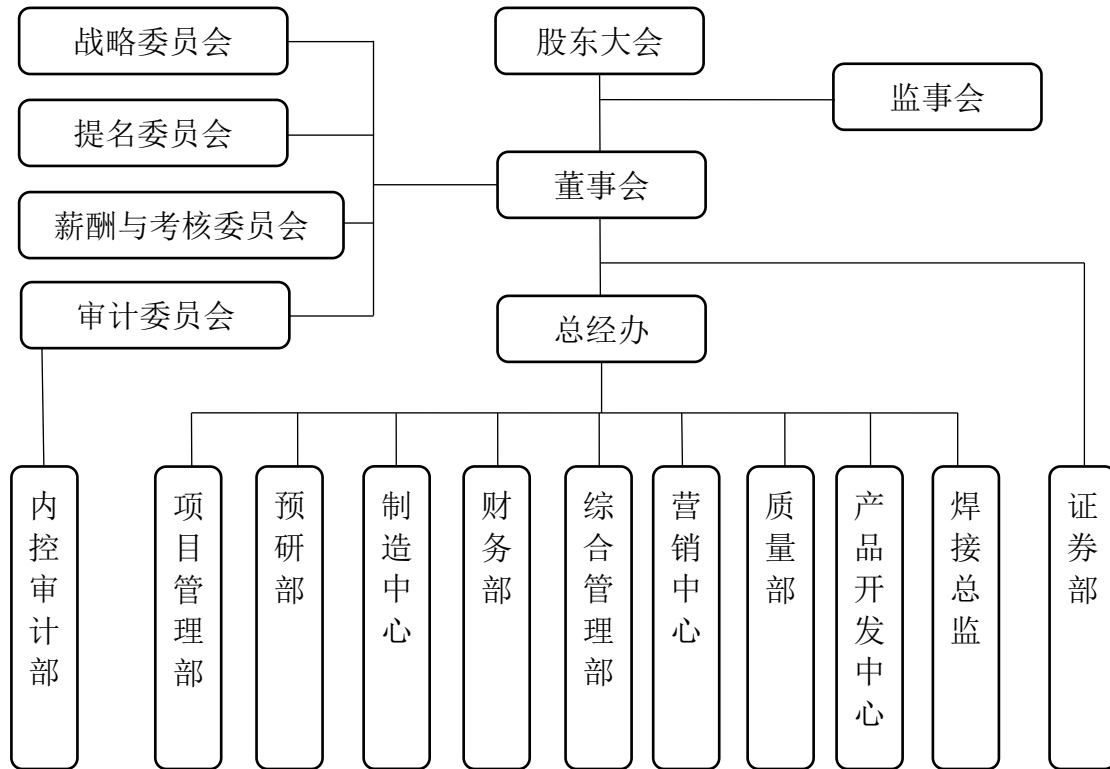 战略委员会
股东大会
监事会
提名委员会
董事会
薪酬与考核委员会
审计委员会
总经办
内控审计部
项目管理部
预研部
制造中心
财务部
综合管理部
营销中心
质量部
产品开发中心
焊接总监
证券部